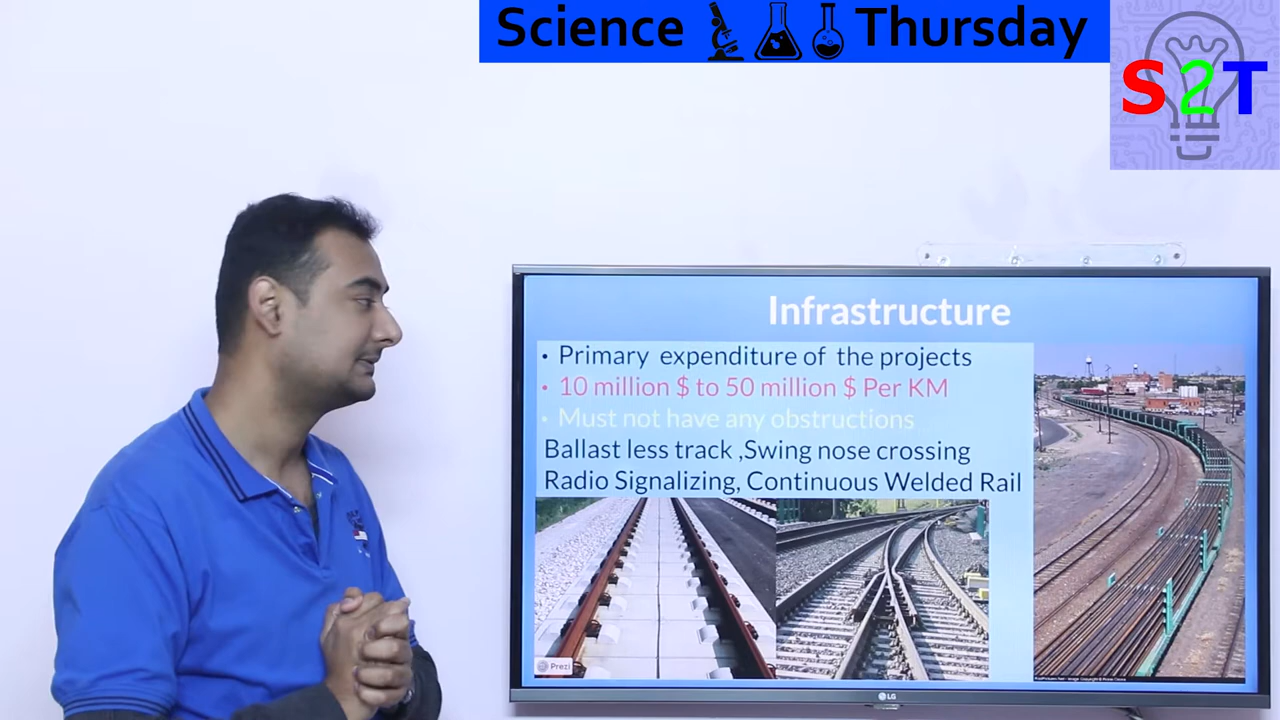 Science Thursday
S2T
Infrastructure
• Primary expenditure of the projects
• 10 million $ to 50 million $ Per KM
• Must not have any obstructions
Ballast less track ,Swing nose crossing
Radio Signalizing, Continuous Welded Rail
Prezi
LG